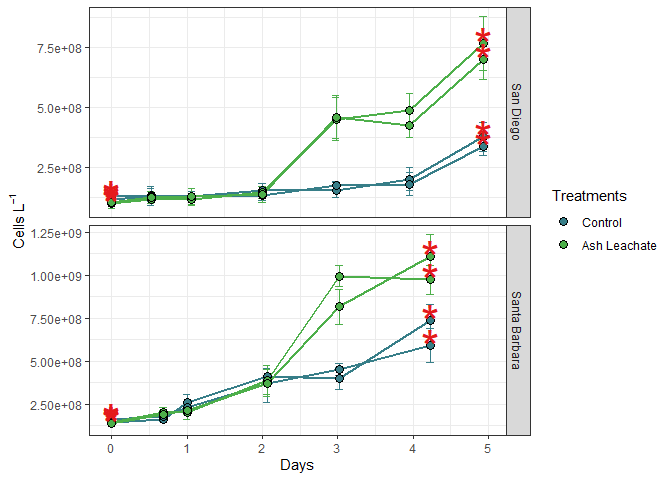 7.5e+08
5.0e+08
2.5e+08
San Diego
Cells L⁻¹
1.25e+09
1.00e+09
7.50e+08
5.00e+08
2.50e+08
Santa Barbara
0 1 2 3 4 5
Days
Treatments
Control
Ash Leachate